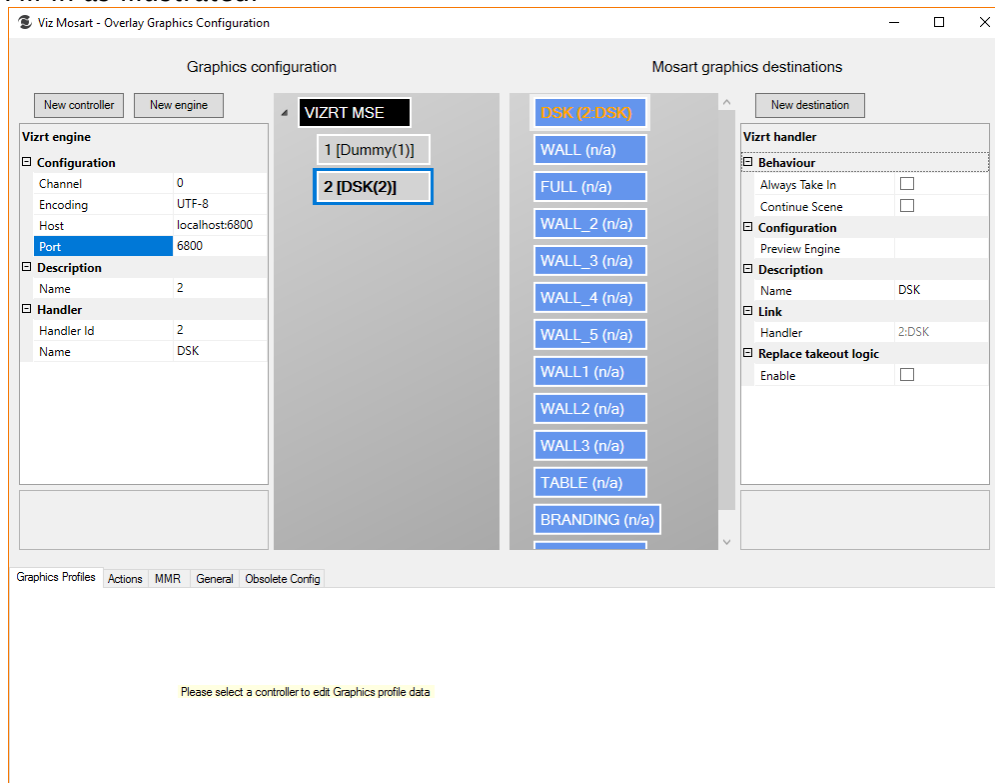 Viz Mosart - Overlay Graphics Configuration
Graphics configuration
Mosart graphics destinations
New controller
New engine
Vizrt engine
Configuration
Channel 0
Encoding UTF-8
Host localhost:6800
Port 6800
Description
Name 2
Handler
Handler Id 2
Name DSK
VIZRT MSE
1 [Dummy(1)]
2 [DSK(2)]
DSK (2:DSK)
WALL (n/a)
FULL (n/a)
WALL_2 (n/a)
WALL_3 (n/a)
WALL_4 (n/a)
WALL_5 (n/a)
WALL1 (n/a)
WALL2 (n/a)
WALL3 (n/a)
TABLE (n/a)
BRANDING (n/a)
New destination
Vizrt handler
Behaviour
Always Take In
Continue Scene
Configuration
Preview Engine
Description
Name DSK
Link
Handler 2:DSK
Replace takeout logic
Enable
Graphics Profiles Actions MMR General Obsolete Config
Please select a controller to edit Graphics profile data